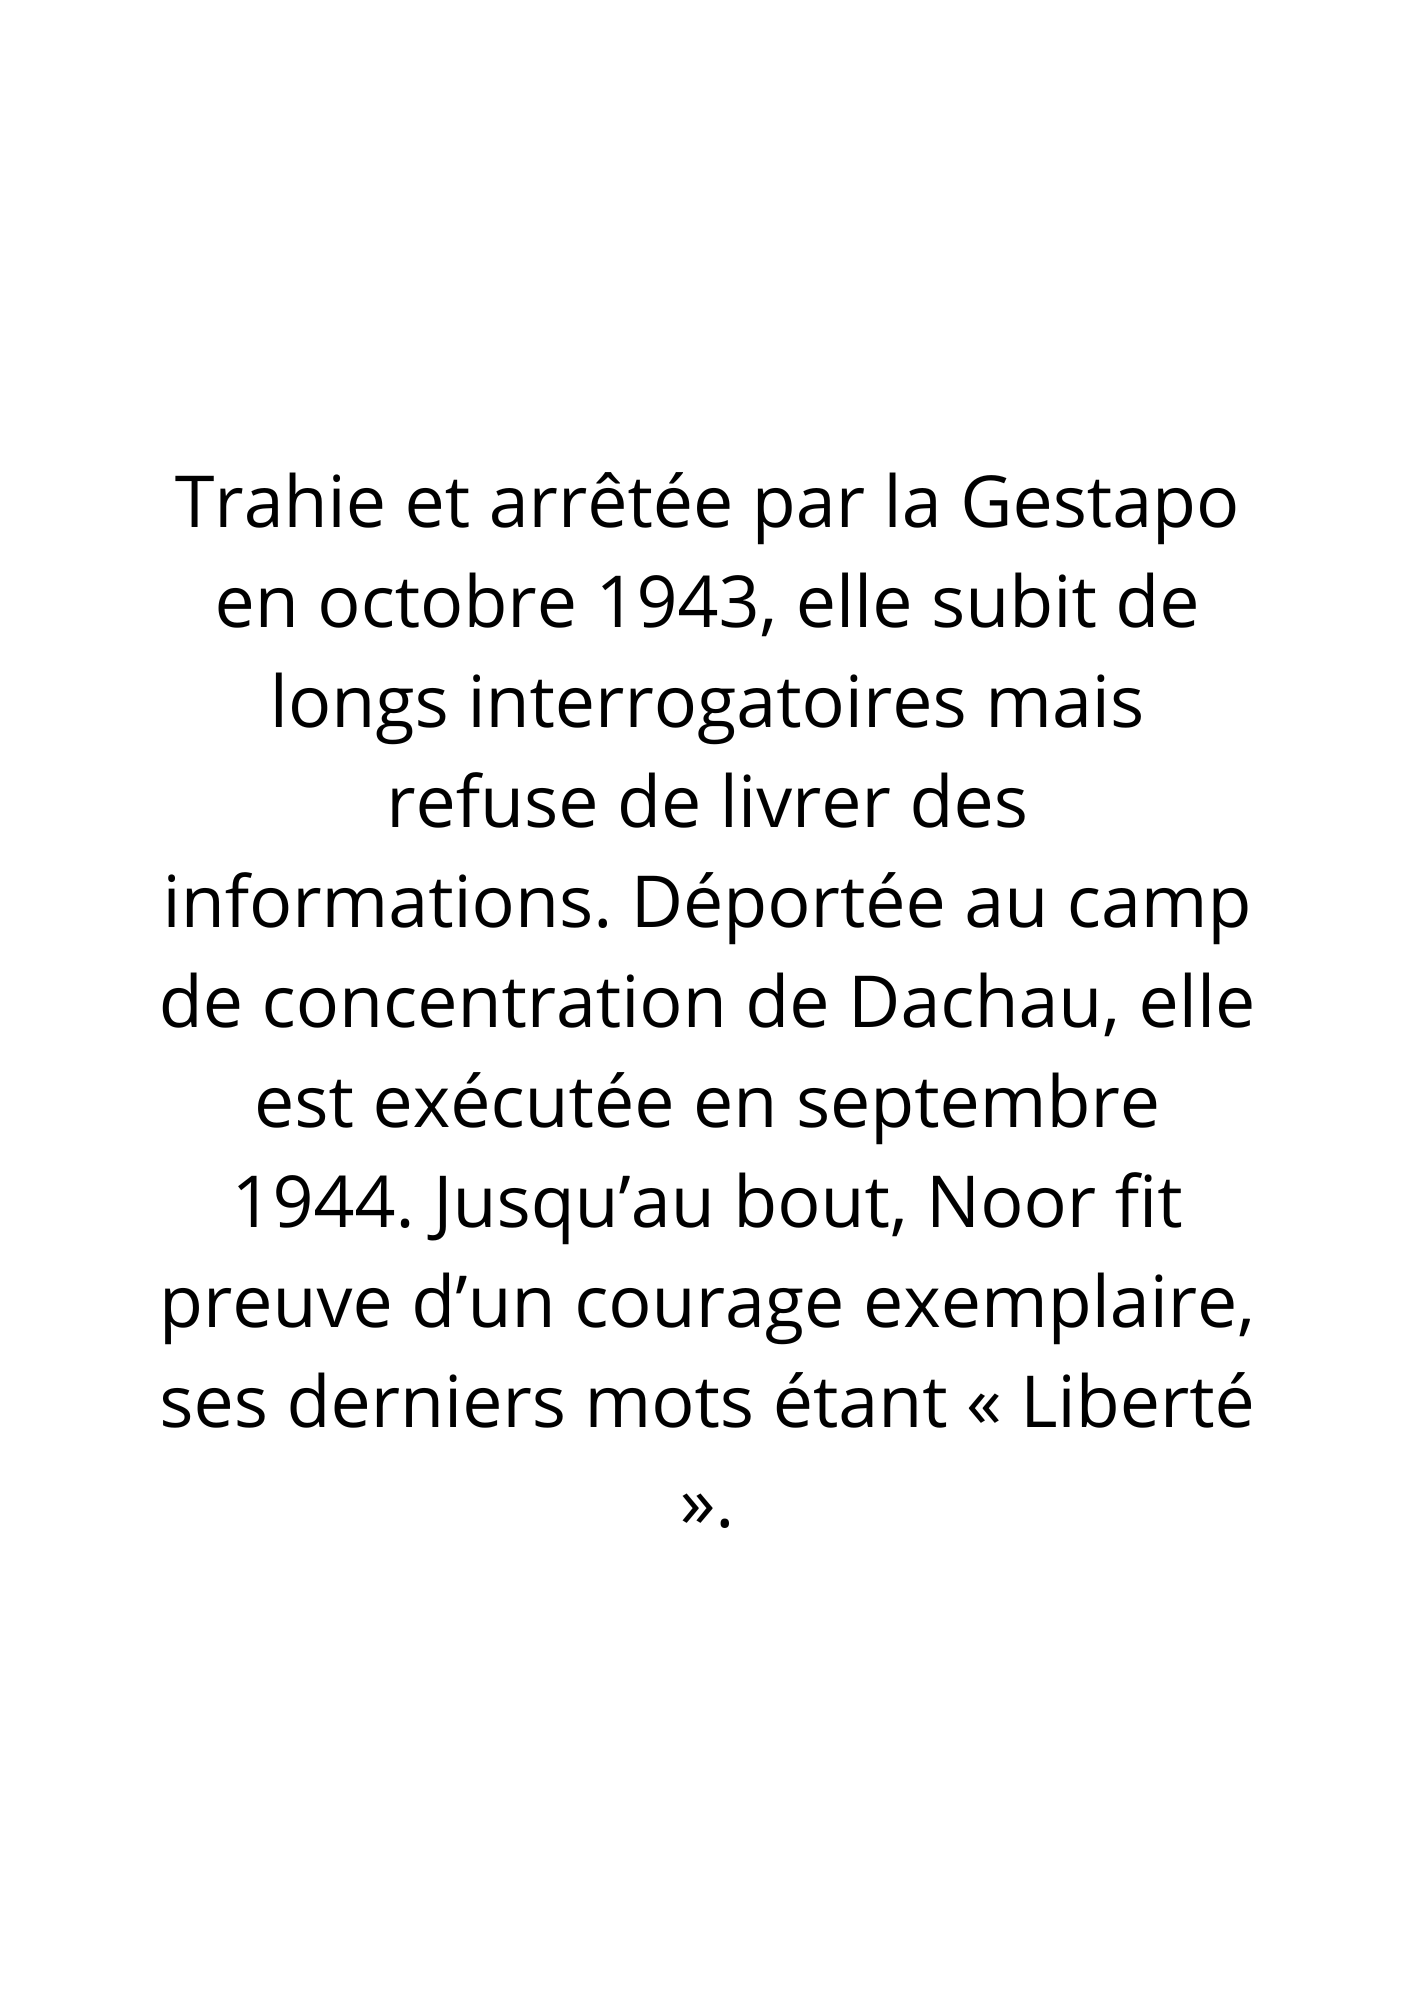 Trahie et arrêtée par la Gestapo
en octobre 1943, elle subit de
longs interrogatoires mais
refuse de livrer des
informations. Déportée au camp
de concentration de Dachau, elle
est exécutée en septembre
1944. Jusqu’au bout, Noor fit
preuve d’un courage exemplaire,
ses derniers mots étant « Liberté
».